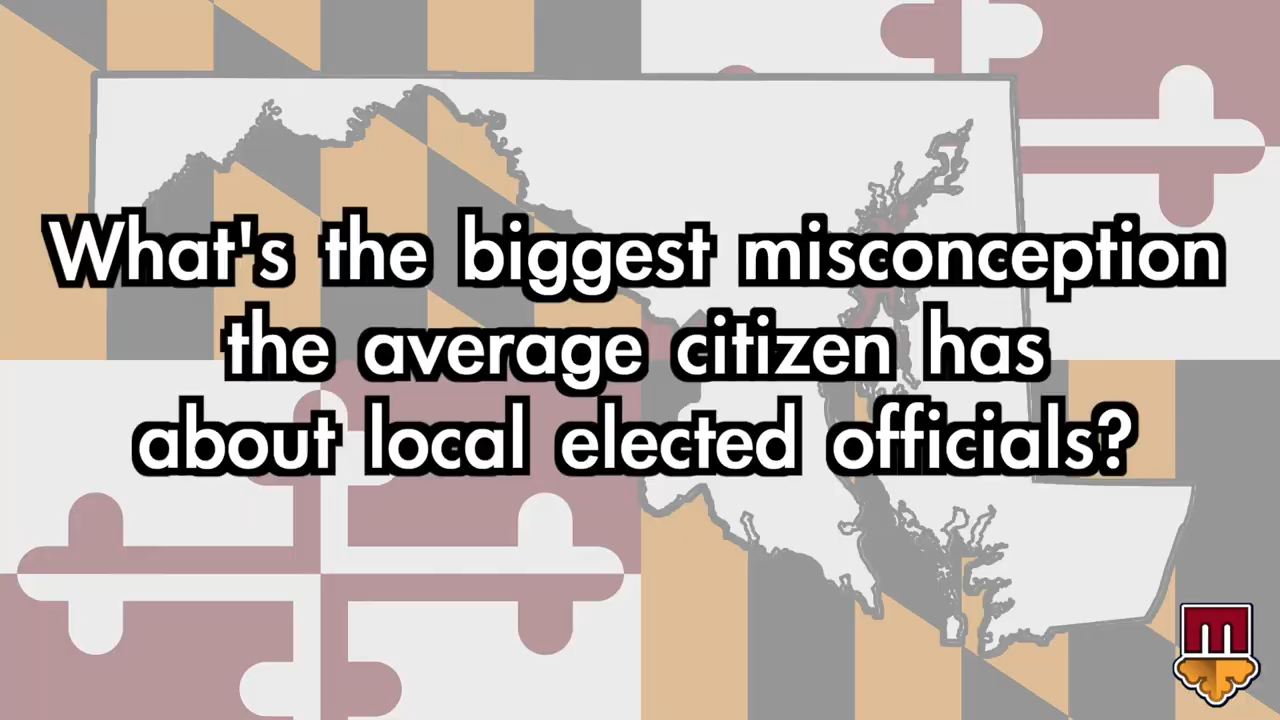 What's the biggest misconception
the average citizen has
about local elected officials?
m